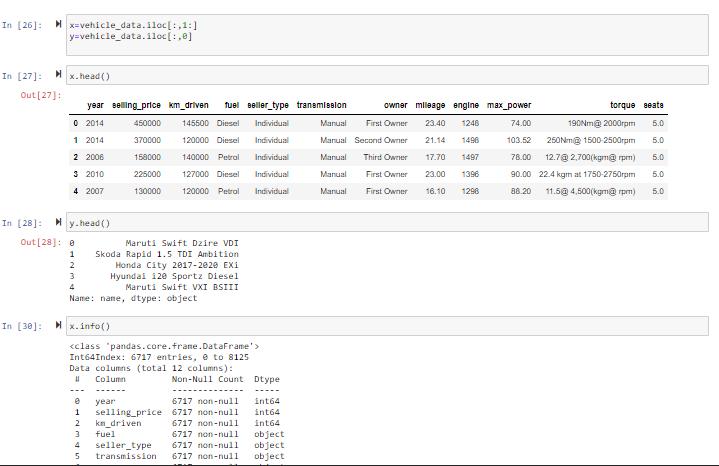 In [26]: x=vehicle_data.iloc[:,1:]
y=vehicle_data.iloc[:,0]
In [27]: x.head()
Out[27]:
year selling_price km_driven fuel seller_type transmission owner mileage engine max_power torque seats
0 2014 450000 145500 Diesel Individual Manual First Owner 23.40 1248 74.00 190Nm@ 2000rpm 5.0
1 2014 370000 120000 Diesel Individual Manual Second Owner 21.14 1498 103.52 250Nm@ 1500-2500rpm 5.0
2 2006 158000 140000 Petrol Individual Manual Third Owner 17.70 1497 78.00 12.7@ 2,700(kgm@ rpm) 5.0
3 2010 225000 127000 Diesel Individual Manual First Owner 23.00 1396 90.00 22.4 kgm at 1750-2750rpm 5.0
4 2007 130000 120000 Petrol Individual Manual First Owner 16.10 1298 88.20 11.5@ 4,500(kgm@ rpm) 5.0
In [28]: y.head()
Out[28]: 0 Maruti Swift Dzire VDI
1 Skoda Rapid 1.5 TDI Ambition
2 Honda City 2017-2020 EXi
3 Hyundai i20 Sportz Diesel
4 Maruti Swift VXI BSIII
Name: name, dtype: object
In [30]: x.info()
<class 'pandas.core.frame.DataFrame'>
Int64Index: 6717 entries, 0 to 8125
Data columns (total 12 columns):
# Column Non-Null Count Dtype
--- ------ -------------- -----
0 year 6717 non-null int64
1 selling_price 6717 non-null int64
2 km_driven 6717 non-null int64
3 fuel 6717 non-null object
4 seller_type 6717 non-null object
5 transmission 6717 non-null object